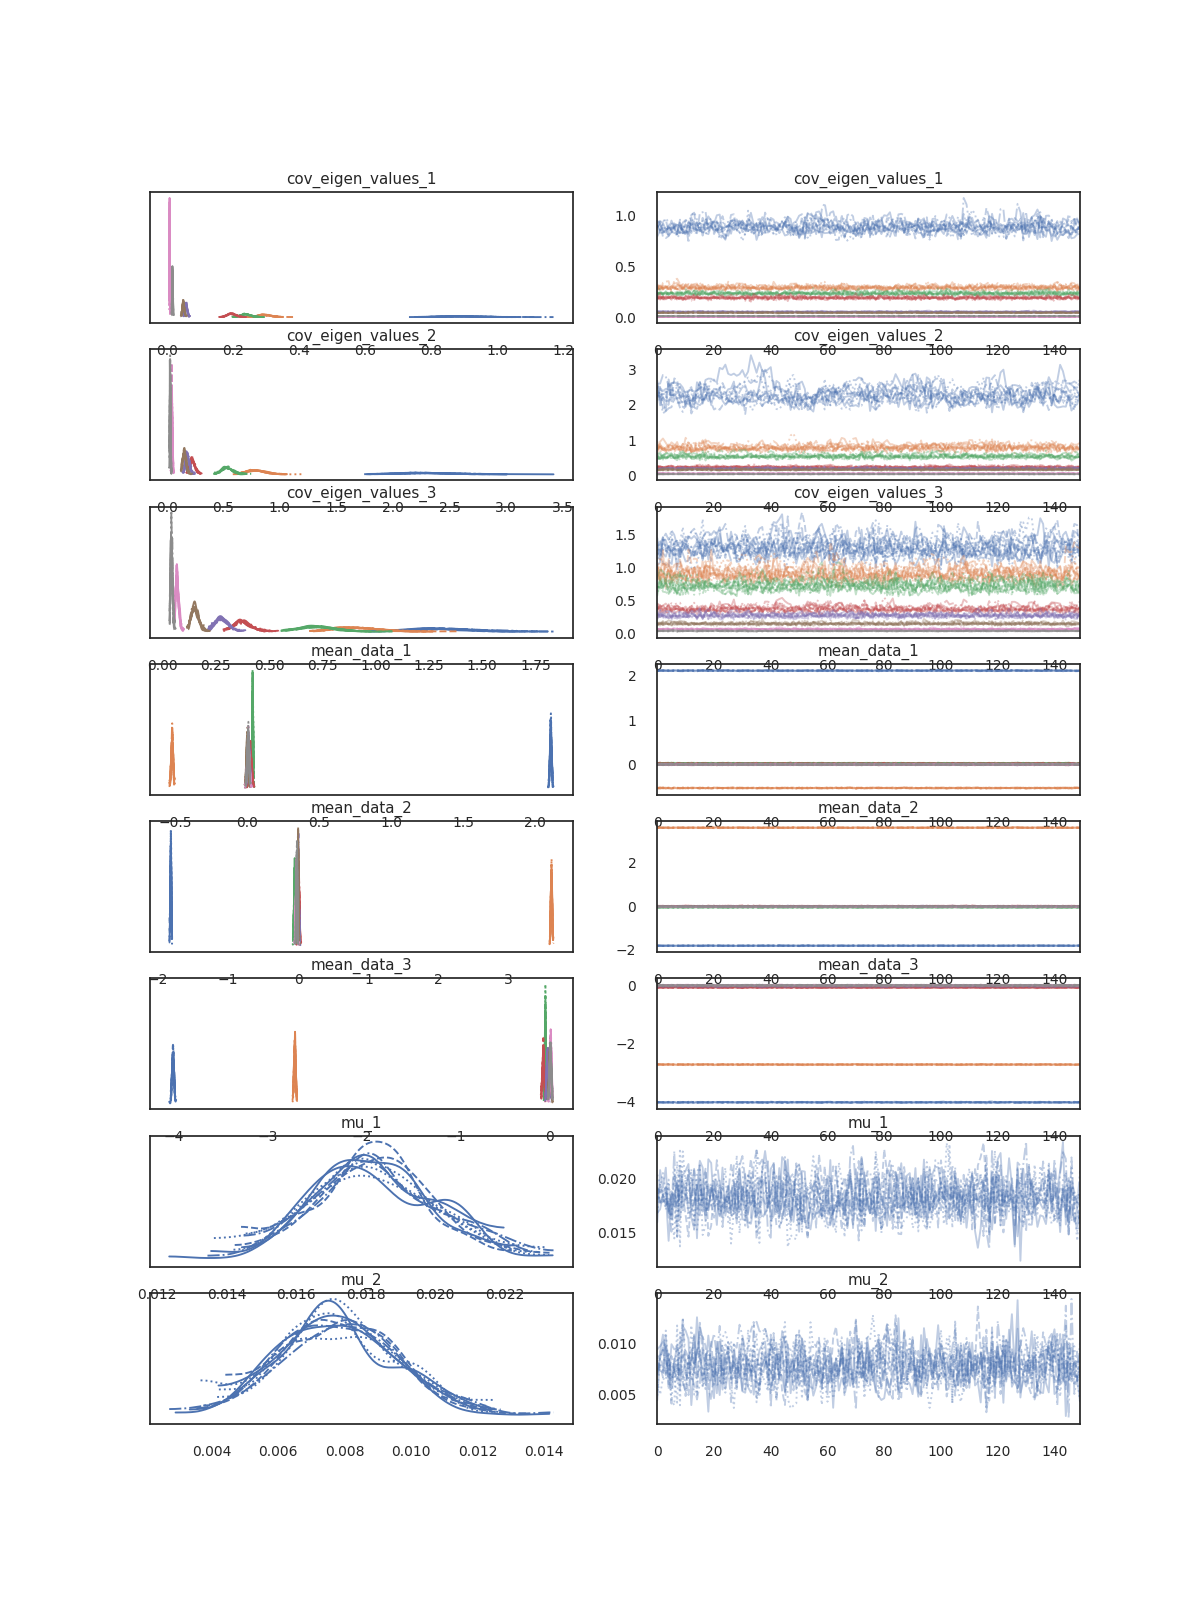 cov_eigen_values_1 cov_eigen_values_1
1.0
0.5
0.0
0.0 0.2 0.4 0.6 0.8 1.0 1.2 0 20 40 60 80 100 120 140
cov_eigen_values_2 cov_eigen_values_2
3
2
1
0
0.0 0.5 1.0 1.5 2.0 2.5 3.0 3.5 0 20 40 60 80 100 120 140
cov_eigen_values_3 cov_eigen_values_3
1.5
1.0
0.5
0.0
0.00 0.25 0.50 0.75 1.00 1.25 1.50 1.75 0 20 40 60 80 100 120 140
mean_data_1 mean_data_1
2
1
0
−0.5 0.0 0.5 1.0 1.5 2.0 0 20 40 60 80 100 120 140
mean_data_2 mean_data_2
2
0
−2
−2 −1 0 1 2 3 0 20 40 60 80 100 120 140
mean_data_3 mean_data_3
0
−2
−4
−4 −3 −2 −1 0 0 20 40 60 80 100 120 140
mu_1 mu_1
0.020
0.015
0.012 0.014 0.016 0.018 0.020 0.022 0 20 40 60 80 100 120 140
mu_2 mu_2
0.010
0.005
0.004 0.006 0.008 0.010 0.012 0.014 0 20 40 60 80 100 120 140